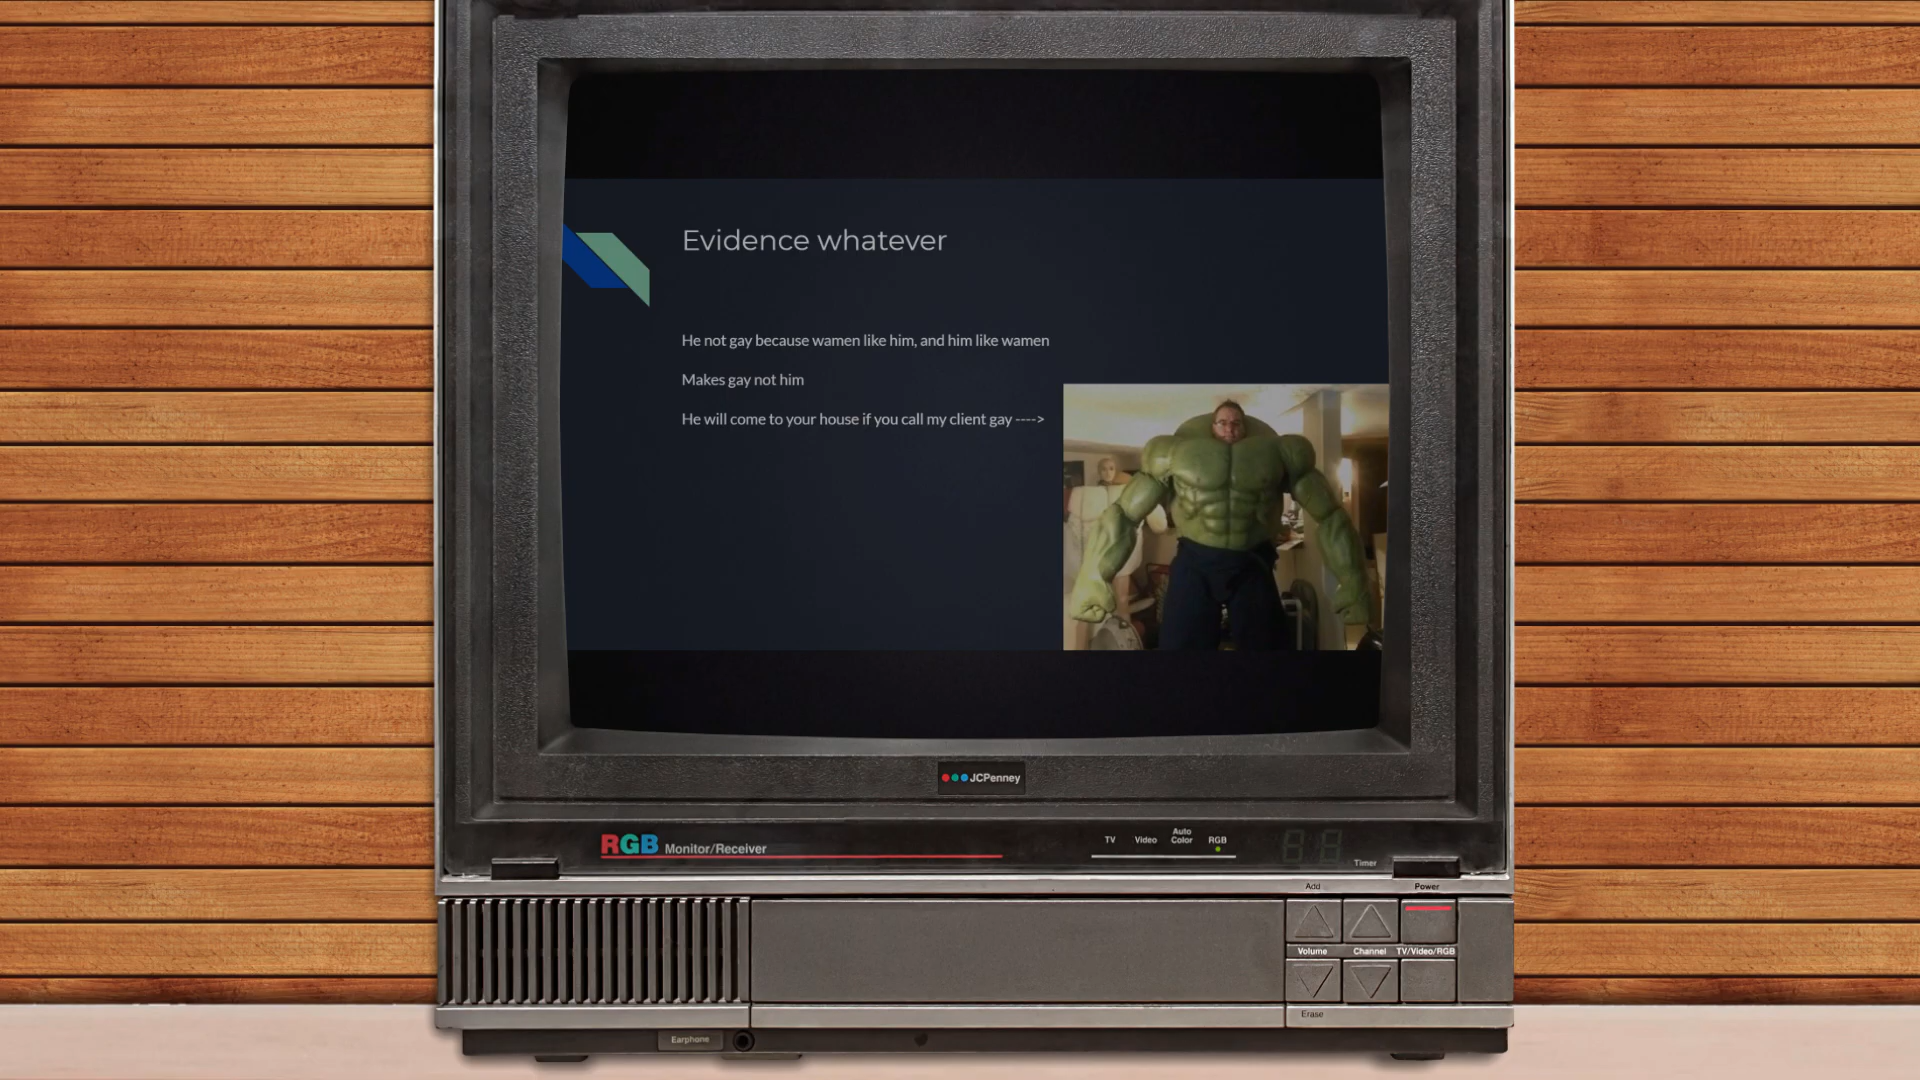 Evidence whatever
He not gay because wamen like him, and him like wamen
Makes gay not him
He will come to your house if you call my client gay ---->
JCPenney
RGB Monitor/Receiver
TV Video Auto Color RGB
Timer
Add Power
Volume Channel TV/Video/RGB
Erase
Earphone